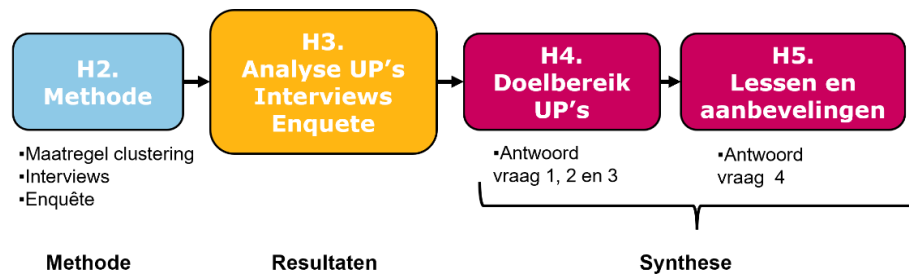 H2.
Methode
H3.
Analyse UP's
Interviews
Enquete
H4.
Doelbereik
UP's
H5.
Lessen en
aanbevelingen
▪Maatregel clustering
▪Interviews
▪Enquête
▪Antwoord
vraag 1, 2 en 3
▪Antwoord
vraag  4
Methode
Resultaten
Synthese